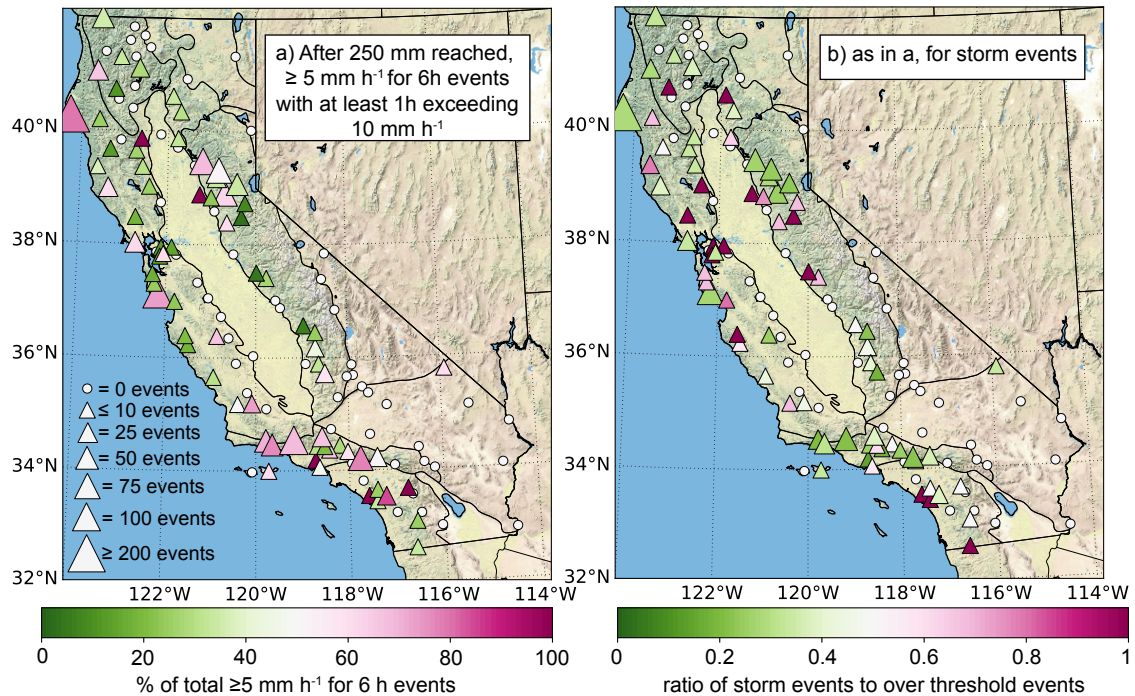 a) After 250 mm reached,
≥ 5 mm h⁻¹ for 6h events
with at least 1h exceeding
10 mm h⁻¹
b) as in a, for storm events
40°N
38°N
36°N
34°N
32°N
40°N
38°N
36°N
34°N
32°N
= 0 events
≤ 10 events
= 25 events
= 50 events
= 75 events
= 100 events
≥ 200 events
122°W 120°W 118°W 116°W 114°W
122°W 120°W 118°W 116°W 114°W
0 20 40 60 80 100
% of total ≥5 mm h⁻¹ for 6 h events
0 0.2 0.4 0.6 0.8 1
ratio of storm events to over threshold events